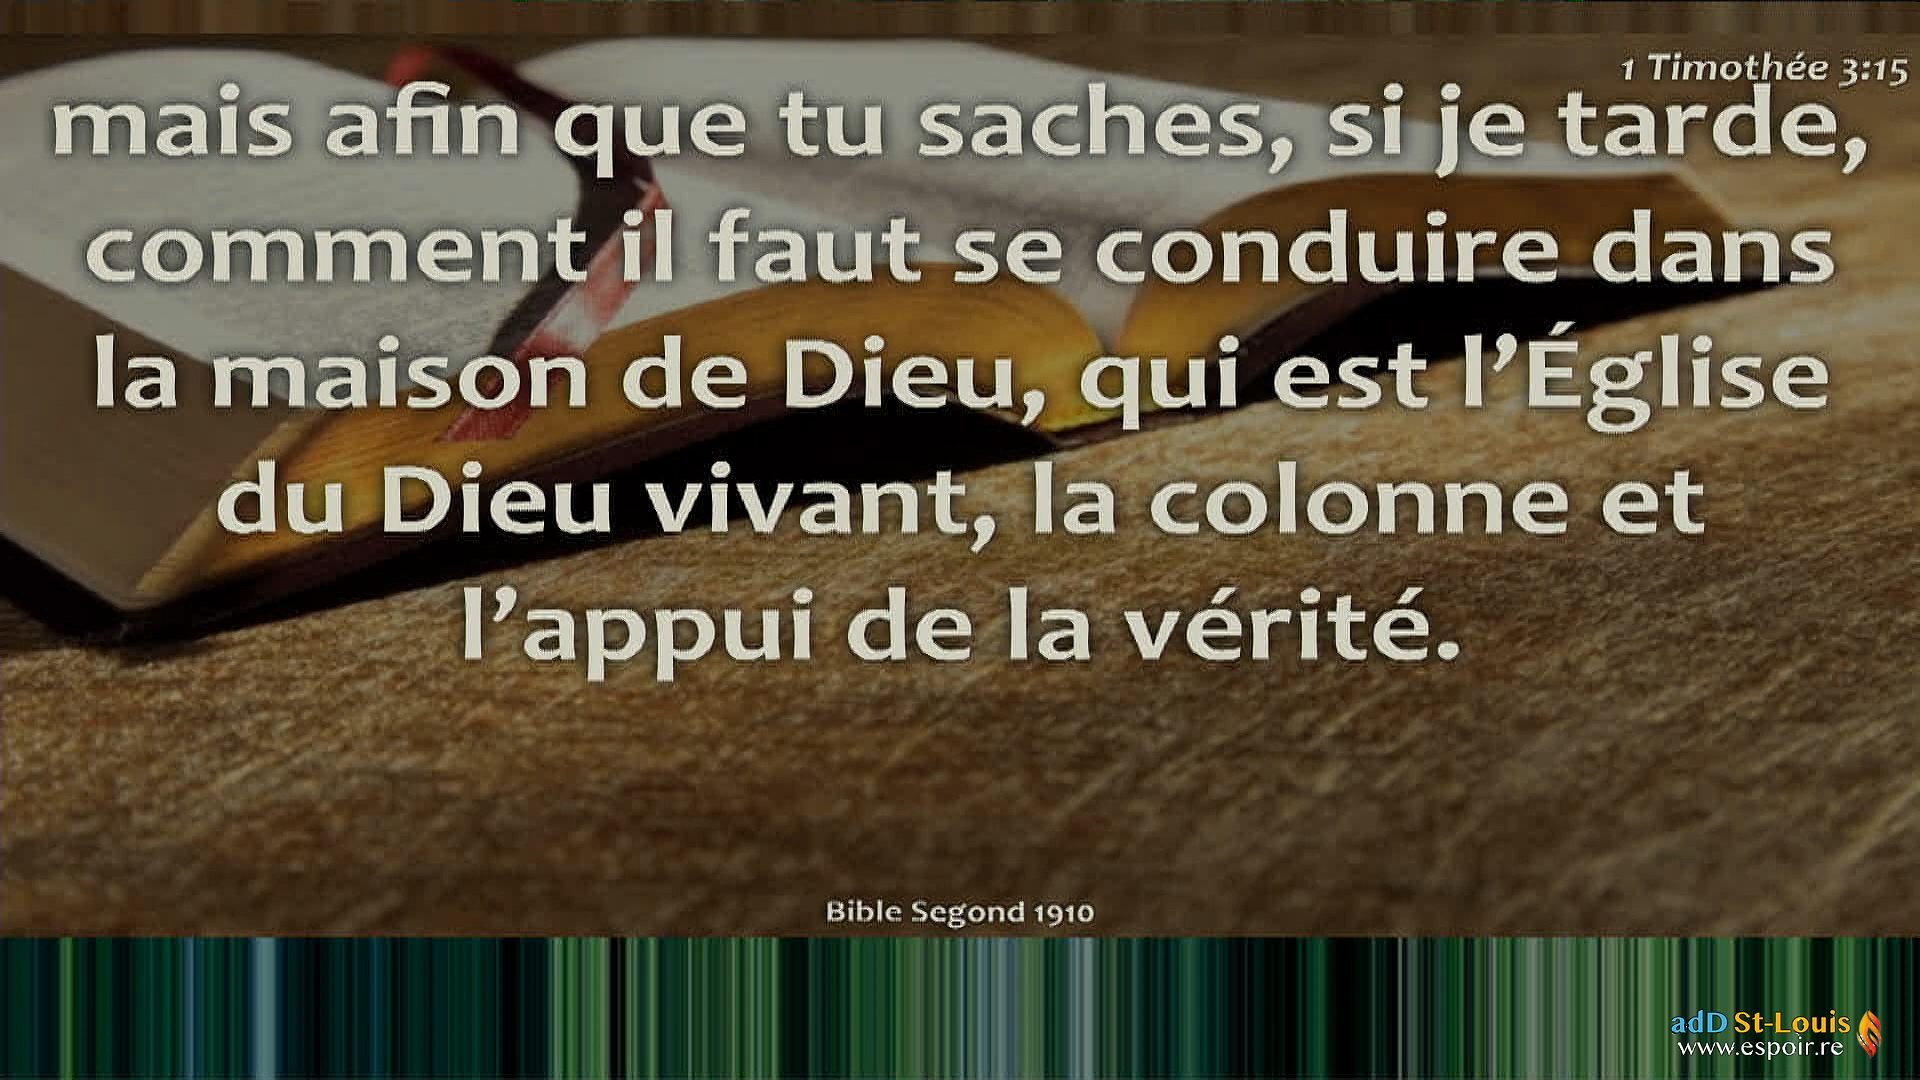 1 Timothée 3:15
mais afin que tu saches, si je tarde,
comment il faut se conduire dans
la maison de Dieu, qui est l’Église
du Dieu vivant, la colonne et
l’appui de la vérité.
Bible Segond 1910
adD St-Louis
www.espoir.re